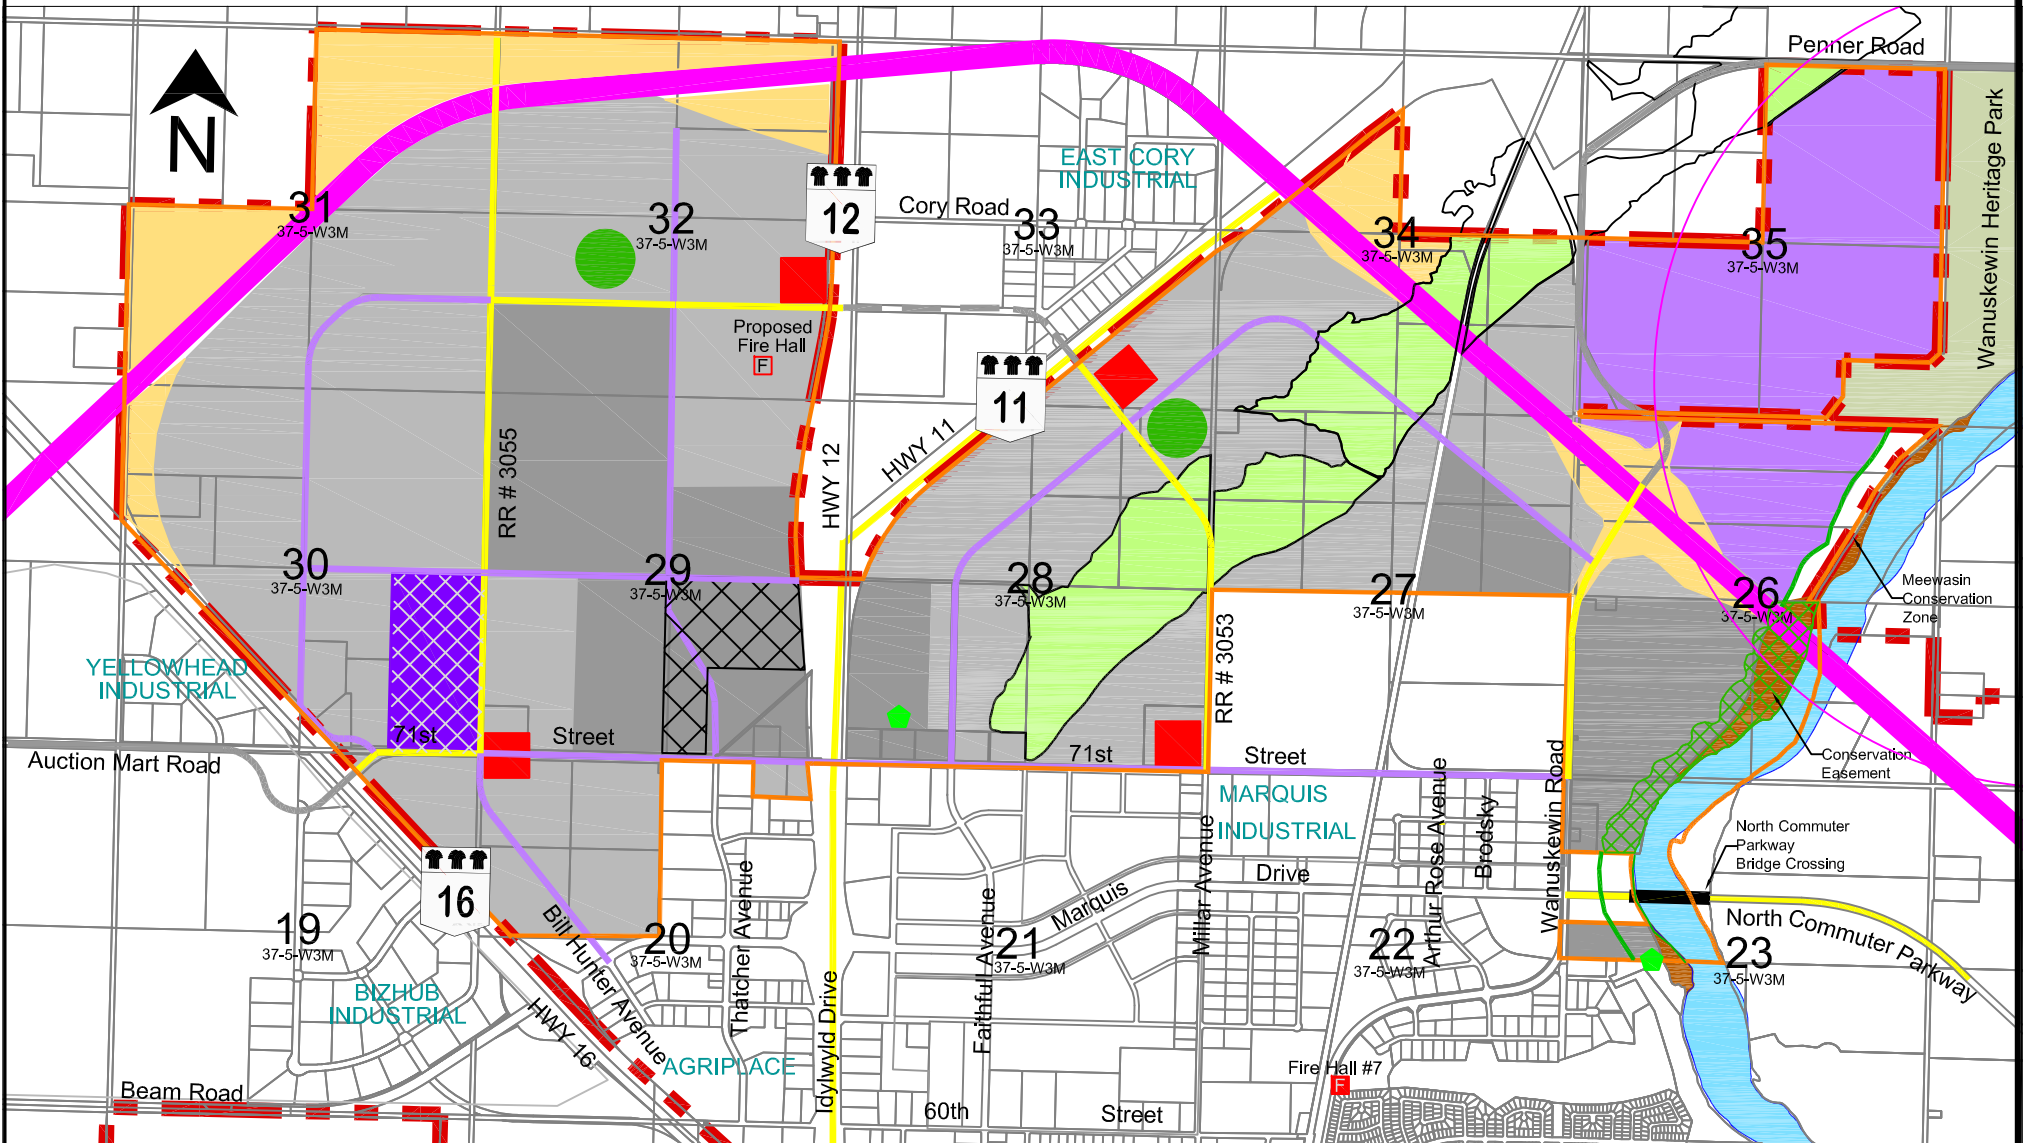 Penner Road
N
Wanuskewin Heritage Park
EAST CORY
INDUSTRIAL
31
37-5-W3M
32
37-5-W3M
12
Cory Road
33
37-5-W3M
34
37-5-W3M
35
37-5-W3M
Proposed
Fire Hall
F
11
HWY 11
HWY 12
RR # 3055
30
37-5-W3M
29
37-5-W3M
28
37-5-W3M
27
37-5-W3M
26
37-5-W3M
Meewasin
Conservation
Zone
RR # 3053
YELLOWHEAD
INDUSTRIAL
71st
Street
71st
Street
Auction Mart Road
Conservation
Easement
MARQUIS
INDUSTRIAL
Wanuskewin Road
Arthur Rose Avenue
Brodsky
North Commuter
Parkway
Bridge Crossing
16
Bill Hunter Avenue
Thatcher Avenue
Idylwyld Drive
Faithfull Avenue
Marquis
Drive
Millar Avenue
North Commuter Parkway
19
37-5-W3M
20
37-5-W3M
21
37-5-W3M
22
37-5-W3M
23
37-5-W3M
BIZHUB
INDUSTRIAL
HWY 16
AGRIPLACE
Fire Hall #7
F
Beam Road
60th
Street